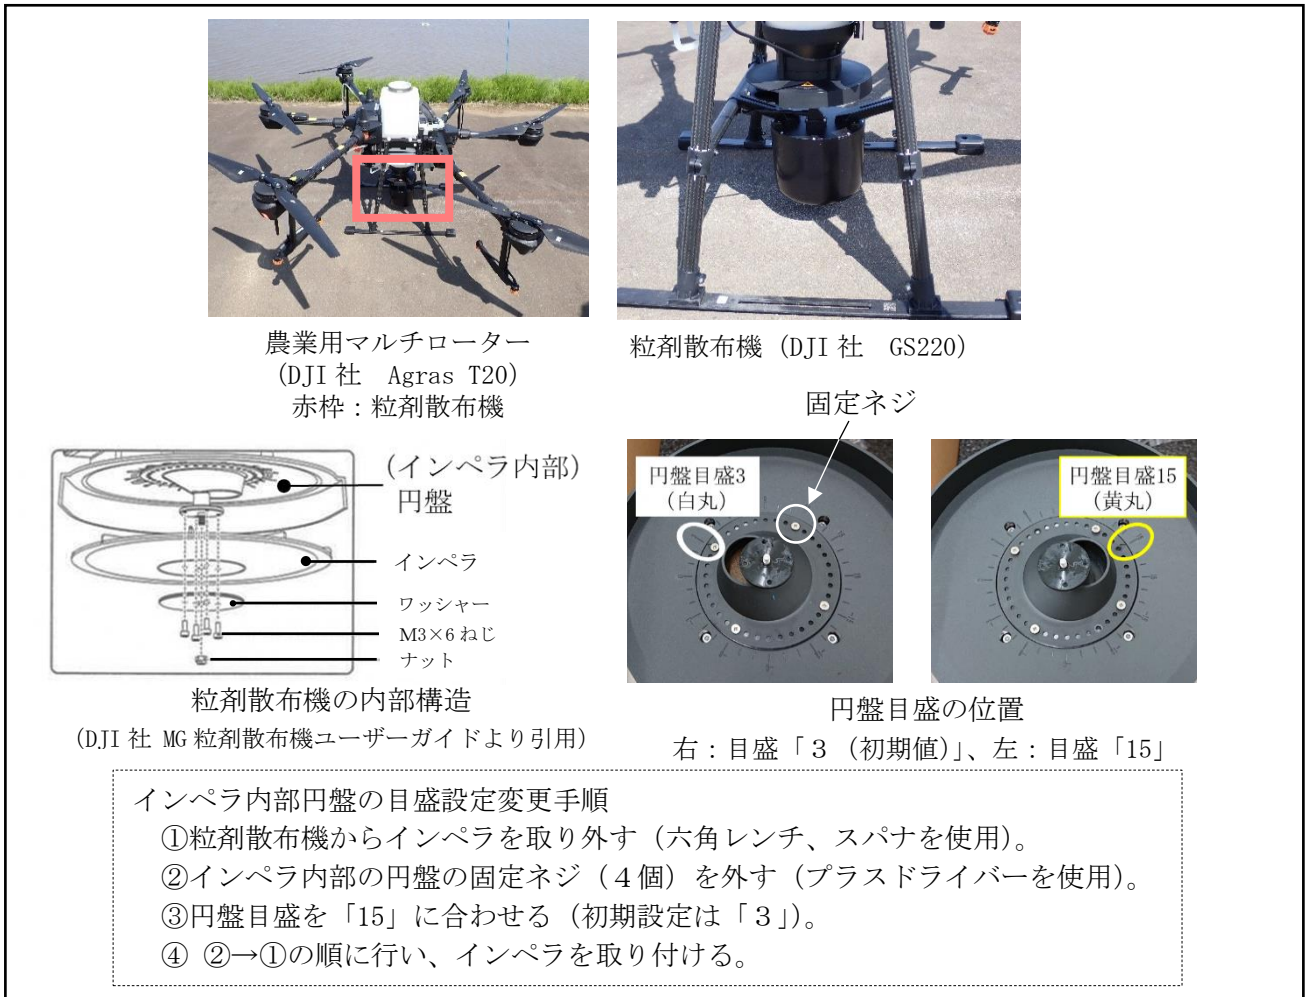 農業用マルチローター
（DJI 社　Agras T20）
赤枠：粒剤散布機
粒剤散布機（DJI 社　GS220）
固定ネジ
（インペラ内部）
円盤
インペラ
ワッシャー
M3×6 ねじ
ナット
粒剤散布機の内部構造
（DJI 社 MG 粒剤散布機ユーザーガイドより引用）
円盤目盛3
（白丸）
円盤目盛15
（黄丸）
円盤目盛の位置
右：目盛「３（初期値）」、左：目盛「15」
インペラ内部円盤の目盛設定変更手順
①粒剤散布機からインペラを取り外す（六角レンチ、スパナを使用）。
②インペラ内部の円盤の固定ネジ（４個）を外す（プラスドライバーを使用）。
③円盤目盛を「15」に合わせる（初期設定は「３」）。
④ ②→①の順に行い、インペラを取り付ける。